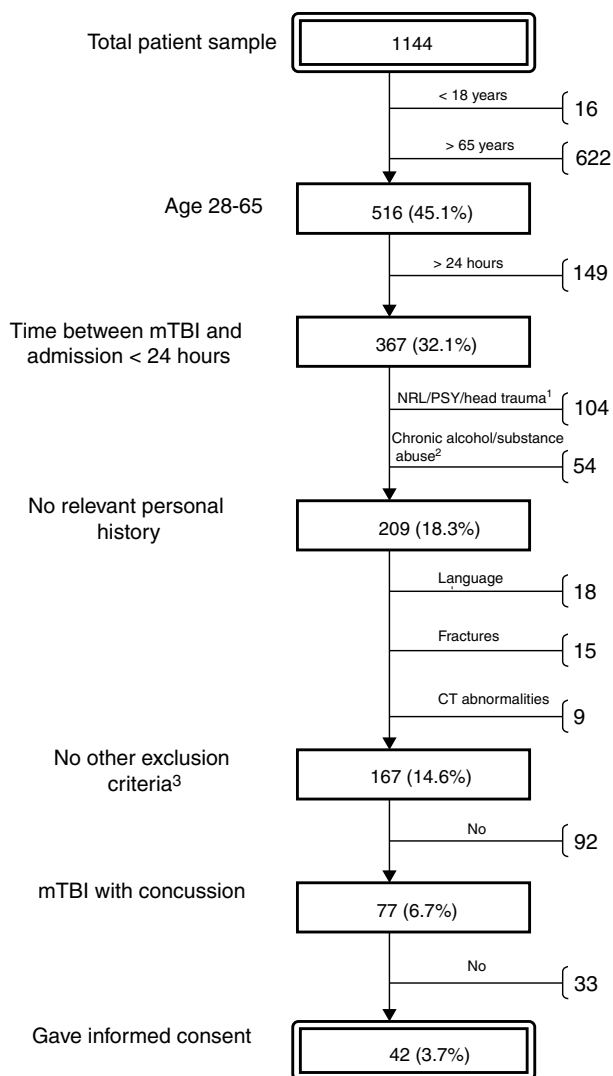 Total patient sample
1144
< 18 years
16
> 65 years
622
Age 28-65
516 (45.1%)
> 24 hours
149
Time between mTBI and
admission < 24 hours
367 (32.1%)
NRL/PSY/head trauma1
104
Chronic alcohol/substance
abuse2
54
No relevant personal
history
209 (18.3%)
Language
18
Fractures
15
CT abnormalities
9
No other exclusion
criteria3
167 (14.6%)
No
92
mTBI with concussion
77 (6.7%)
No
33
Gave informed consent
42 (3.7%)